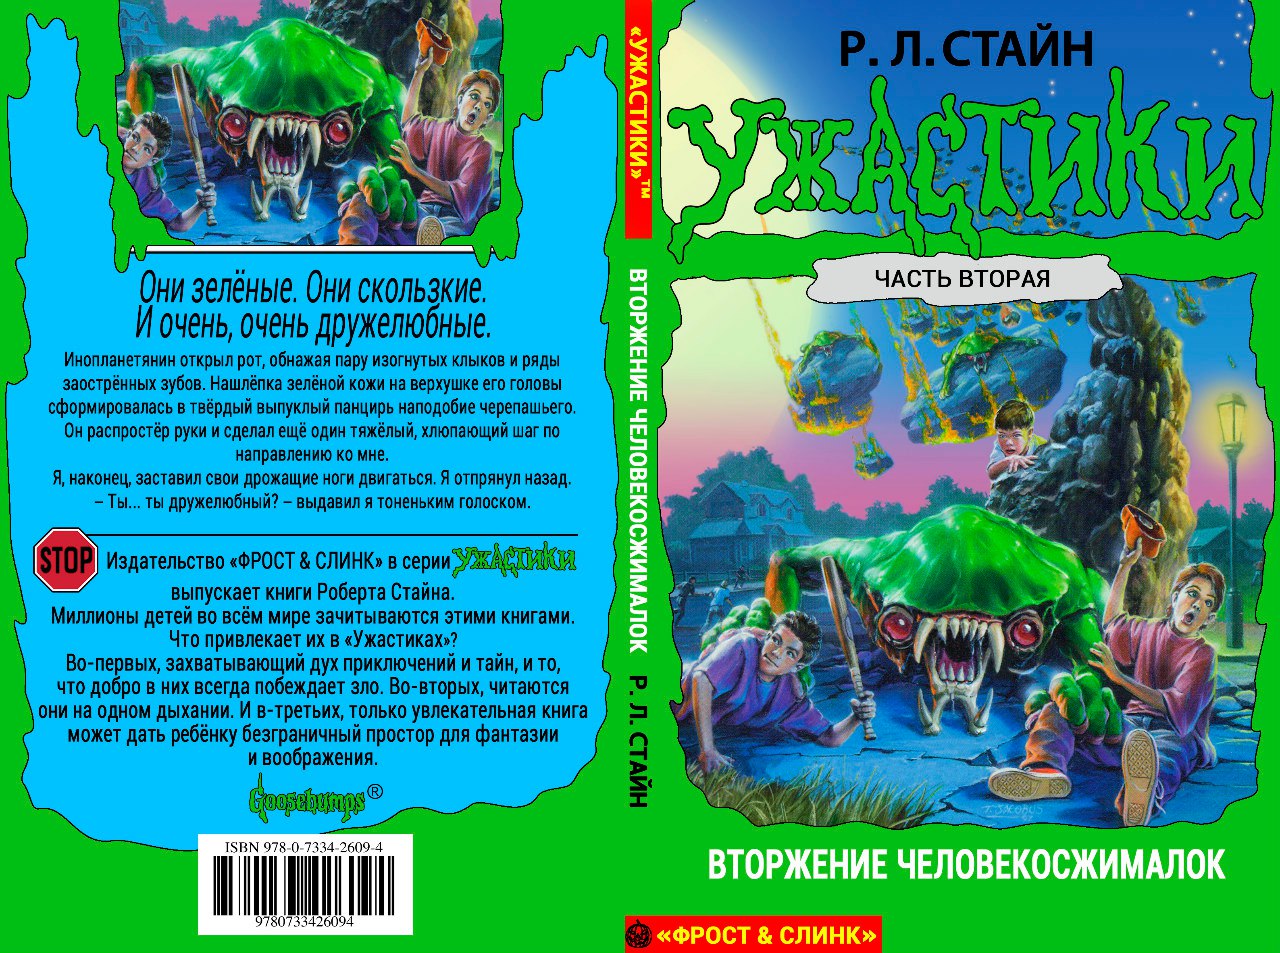 Они зелёные. Они скользкие.
И очень, очень дружелюбные.
Инопланетянин открыл рот, обнажая пару изогнутых клыков и ряды
заострённых зубов. Нашлёпка зелёной кожи на верхушке его головы
сформировалась в твёрдый выпуклый панцирь наподобие черепашьего.
Он распростёр руки и сделал ещё один тяжёлый, хлюпающий шаг по
направлению ко мне.
Я, наконец, заставил свои дрожащие ноги двигаться. Я отпрянул назад.
– Ты... ты дружелюбный? – выдавил я тоненьким голоском.
STOP
Издательство «ФРОСТ & СЛИНК» в серии УЖАСТИКИ
выпускает книги Роберта Стайна.
Миллионы детей во всём мире зачитываются этими книгами.
Что привлекает их в «Ужастиках»?
Во-первых, захватывающий дух приключений и тайн, и то,
что добро в них всегда побеждает зло. Во-вторых, читаются
они на одном дыхании. И в-третьих, только увлекательная книга
может дать ребёнку безграничный простор для фантазии
и воображения.
Goosebumps®
ISBN 978-0-7334-2609-4
9780733426094
«УЖАСТИКИ»™
ВТОРЖЕНИЕ ЧЕЛОВЕКОСЖИМАЛОК
Р. Л. СТАЙН
Р. Л. СТАЙН
УЖАСТИКИ
ЧАСТЬ ВТОРАЯ
T. JACOBUS
ВТОРЖЕНИЕ ЧЕЛОВЕКОСЖИМАЛОК
«ФРОСТ & СЛИНК»